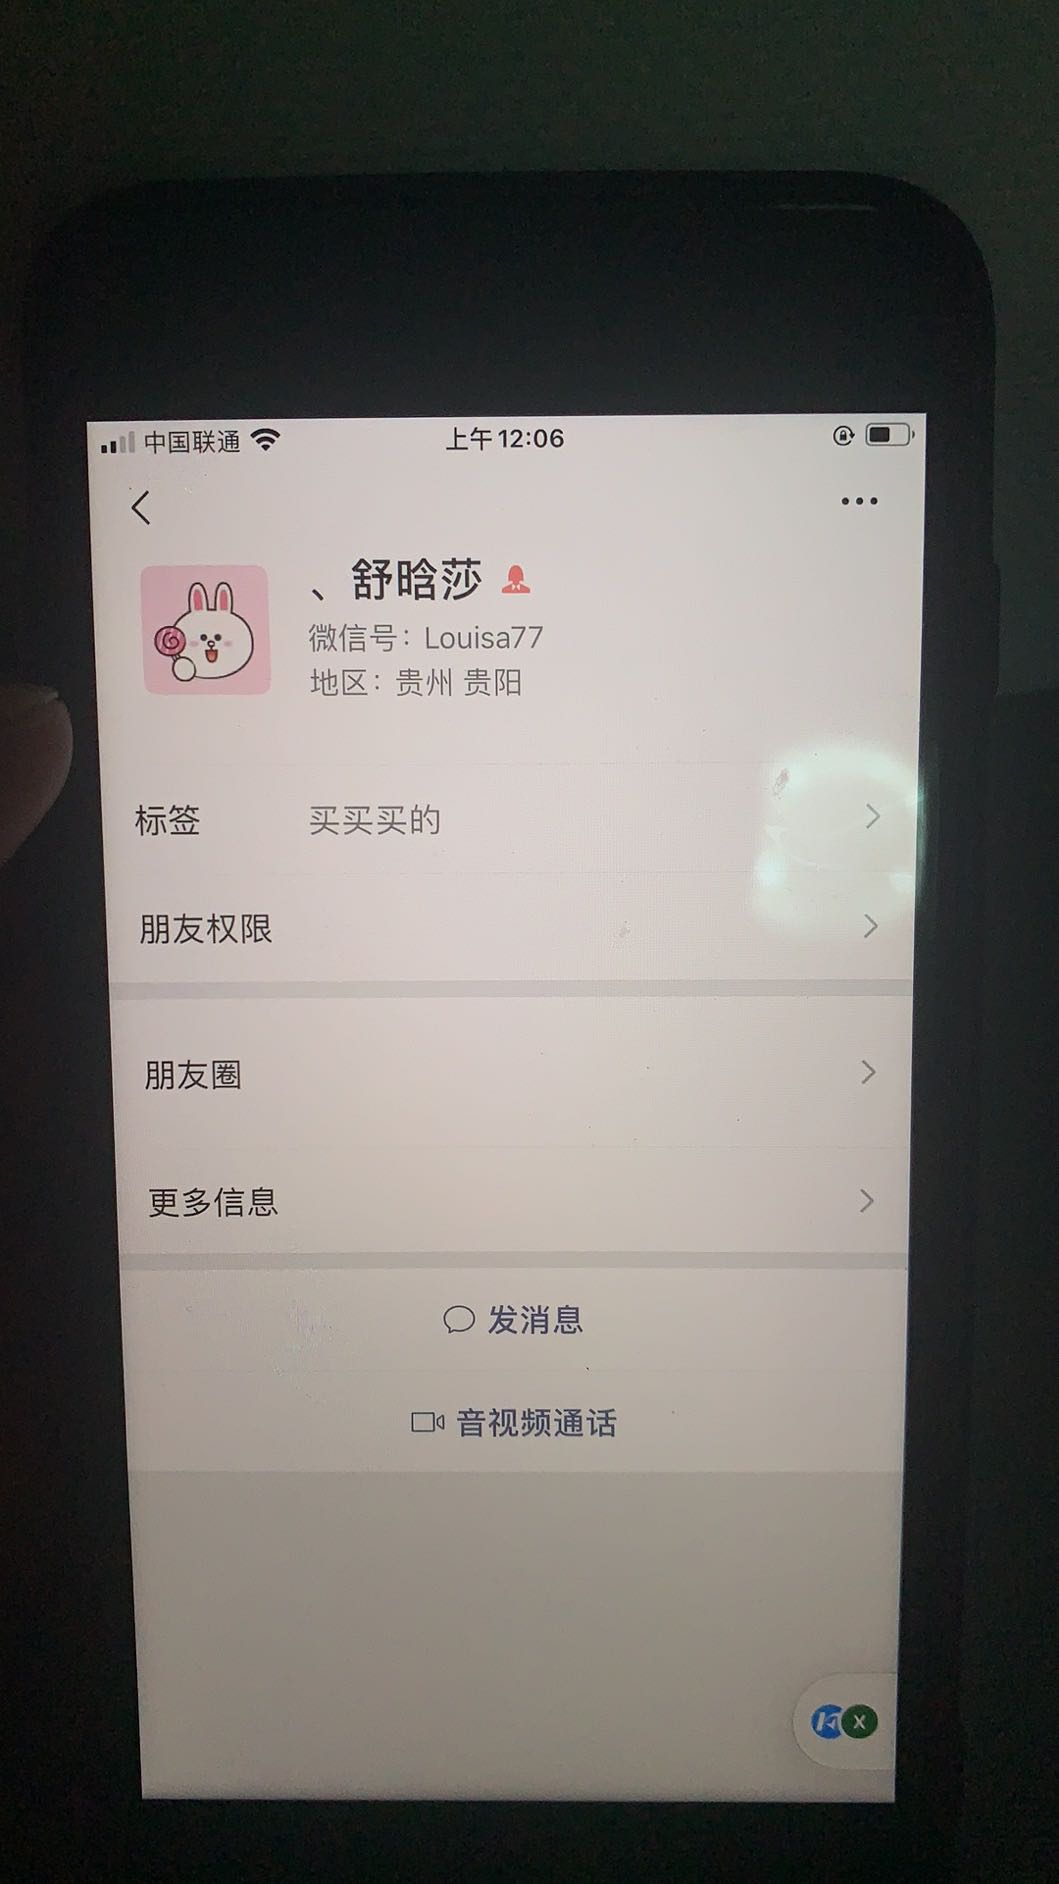 中国联通
上午12:06
、舒晗莎
微信号：Louisa77
地区：贵州 贵阳
标签 买买买的
朋友权限
朋友圈
更多信息
发消息
音视频通话
X